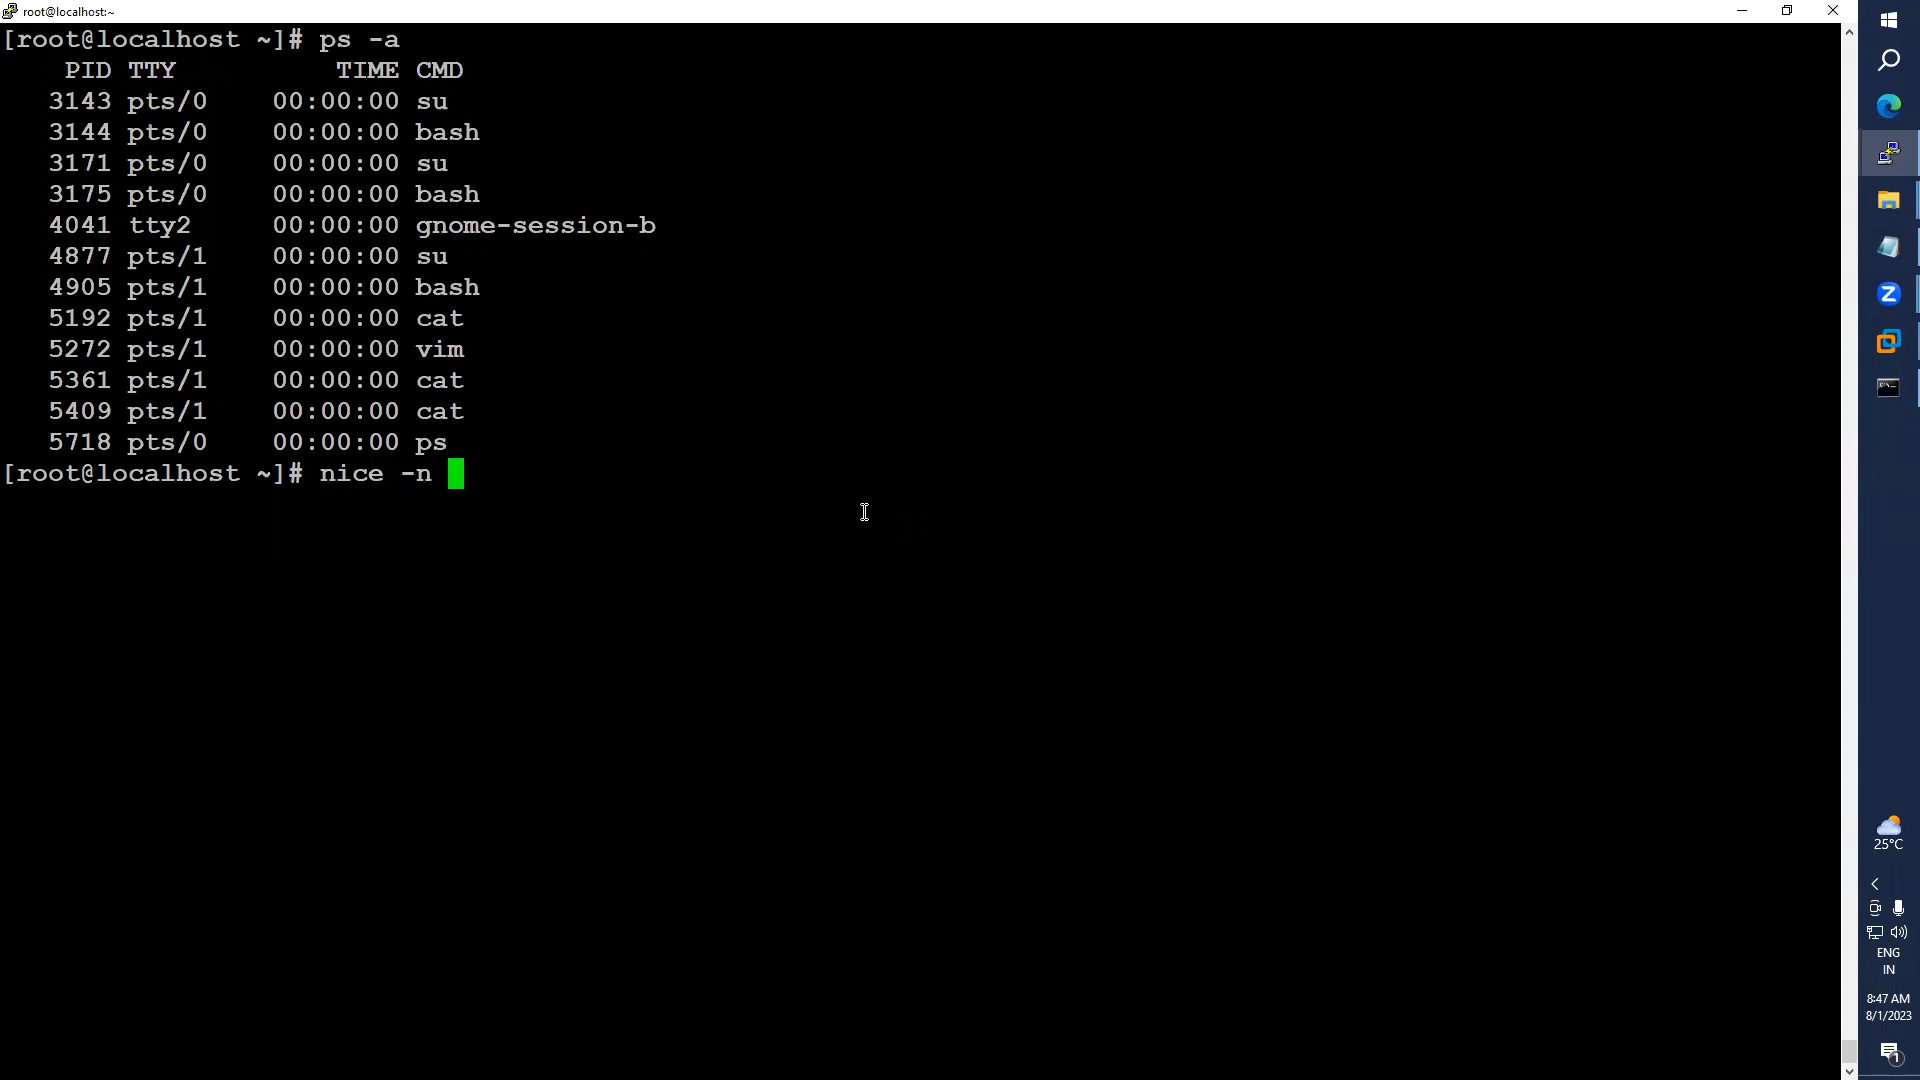 root@localhost:~
[root@localhost ~]# ps -a
    PID TTY          TIME CMD
   3143 pts/0    00:00:00 su
   3144 pts/0    00:00:00 bash
   3171 pts/0    00:00:00 su
   3175 pts/0    00:00:00 bash
   4041 tty2     00:00:00 gnome-session-b
   4877 pts/1    00:00:00 su
   4905 pts/1    00:00:00 bash
   5192 pts/1    00:00:00 cat
   5272 pts/1    00:00:00 vim
   5361 pts/1    00:00:00 cat
   5409 pts/1    00:00:00 cat
   5718 pts/0    00:00:00 ps
[root@localhost ~]# nice -n
25°C
ENG
IN
8:47 AM
8/1/2023
1